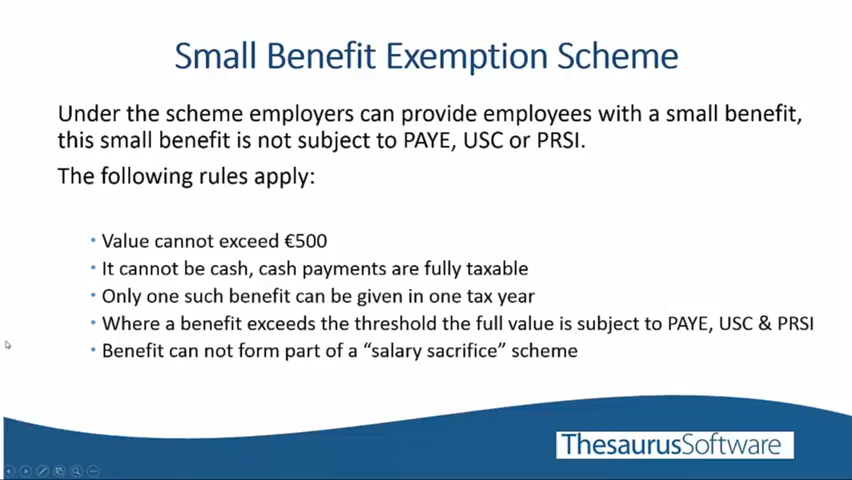 Small Benefit Exemption Scheme
Under the scheme employers can provide employees with a small benefit,
this small benefit is not subject to PAYE, USC or PRSI.
The following rules apply:
• Value cannot exceed €500
• It cannot be cash, cash payments are fully taxable
• Only one such benefit can be given in one tax year
• Where a benefit exceeds the threshold the full value is subject to PAYE, USC & PRSI
• Benefit can not form part of a “salary sacrifice” scheme
ThesaurusSoftware